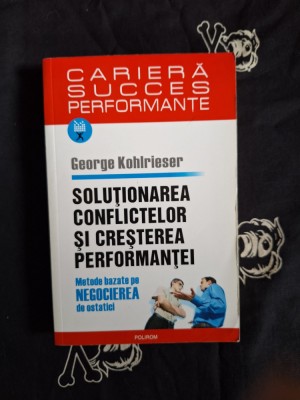 CARIERĂ
SUCCES
PERFORMANȚE
George Kohlrieser
SOLUȚIONAREA
CONFLICTELOR
ȘI CREȘTEREA
PERFORMANȚEI
Metode bazate pe
NEGOCIEREA
de ostatici
POLIROM